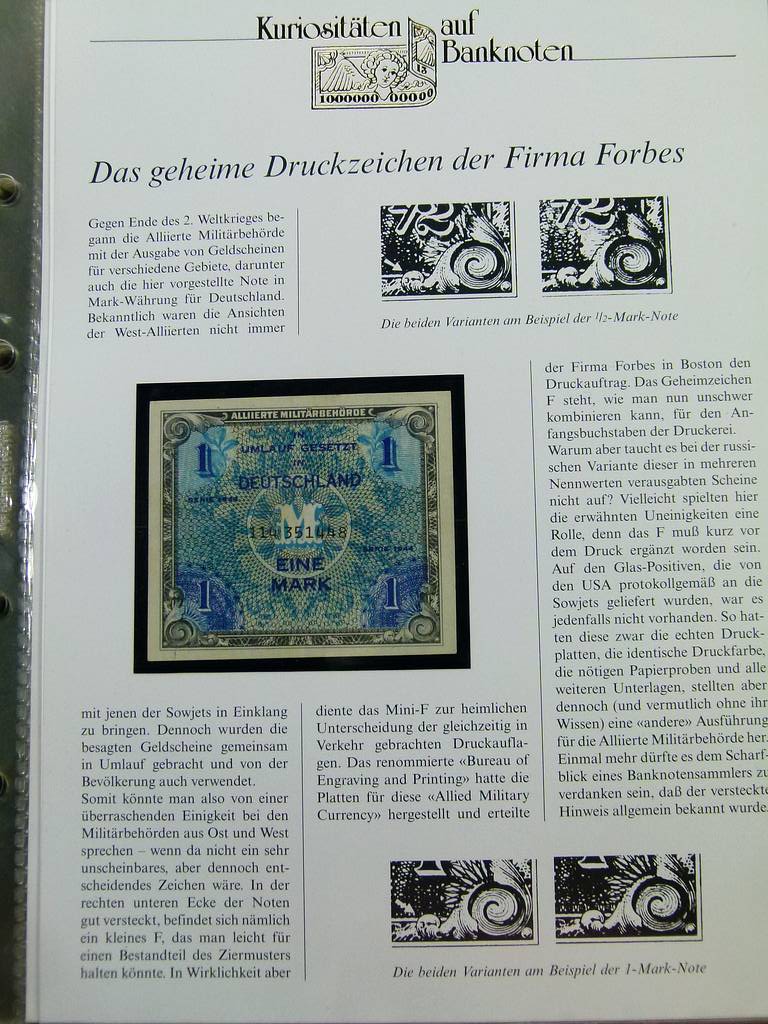 Kuriositäten auf
Banknoten
13
1000000 00000
Das geheime Druckzeichen der Firma Forbes
Gegen Ende des 2. Weltkrieges be-
gann die Alliierte Militärbehörde
mit der Ausgabe von Geldscheinen
für verschiedene Gebiete, darunter
auch die hier vorgestellte Note in
Mark-Währung für Deutschland.
Bekanntlich waren die Ansichten
der West-Alliierten nicht immer
1/2
1/2
Die beiden Varianten am Beispiel der 1/2-Mark-Note
ALLIIERTE MILITÄRBEHÖRDE
1
IN
UMLAUF GESETZT
IN
DEUTSCHLAND
1
SERIE 1944
M
114351448
SERIE 1944
EINE
MARK
1
1
mit jenen der Sowjets in Einklang
zu bringen. Dennoch wurden die
besagten Geldscheine gemeinsam
in Umlauf gebracht und von der
Bevölkerung auch verwendet.
Somit könnte man also von einer
überraschenden Einigkeit bei den
Militärbehörden aus Ost und West
sprechen – wenn da nicht ein sehr
unscheinbares, aber dennoch ent-
scheidendes Zeichen wäre. In der
rechten unteren Ecke der Noten
gut versteckt, befindet sich nämlich
ein kleines F, das man leicht für
einen Bestandteil des Ziermusters
halten könnte. In Wirklichkeit aber
diente das Mini-F zur heimlichen
Unterscheidung der gleichzeitig in
Verkehr gebrachten Druckaufla-
gen. Das renommierte «Bureau of
Engraving and Printing» hatte die
Platten für diese «Allied Military
Currency» hergestellt und erteilte
der Firma Forbes in Boston den
Druckauftrag. Das Geheimzeichen
F steht, wie man nun unschwer
kombinieren kann, für den An-
fangsbuchstaben der Druckerei.
Warum aber taucht es bei der russi-
schen Variante dieser in mehreren
Nennwerten verausgabten Scheine
nicht auf? Vielleicht spielten hier
die erwähnten Uneinigkeiten eine
Rolle, denn das F muß kurz vor
dem Druck ergänzt worden sein.
Auf den Glas-Positiven, die von
den USA protokollgemäß an die
Sowjets geliefert wurden, war es
jedenfalls nicht vorhanden. So hat-
ten diese zwar die echten Druck-
platten, die identische Druckfarbe,
die nötigen Papierproben und alle
weiteren Unterlagen, stellten aber
dennoch (und vermutlich ohne ihr
Wissen) eine «andere» Ausführung
für die Alliierte Militärbehörde her.
Einmal mehr dürfte es dem Scharf-
blick eines Banknotensammlers zu
verdanken sein, daß der versteckte
Hinweis allgemein bekannt wurde.
Die beiden Varianten am Beispiel der 1-Mark-Note